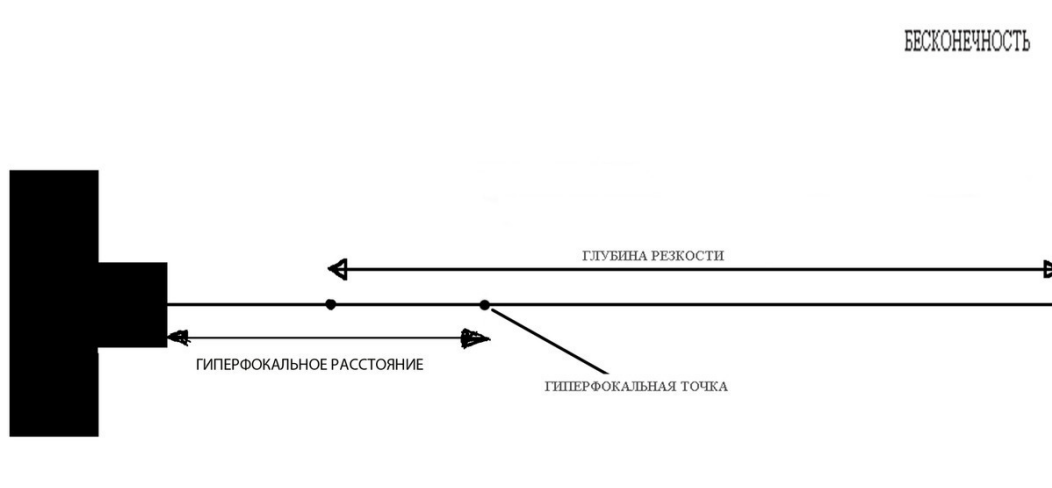 БЕСКОНЕЧНОСТЬ
ГЛУБИНА РЕЗКОСТИ
ГИПЕРФОКАЛЬНОЕ РАССТОЯНИЕ
ГИПЕРФОКАЛЬНАЯ ТОЧКА